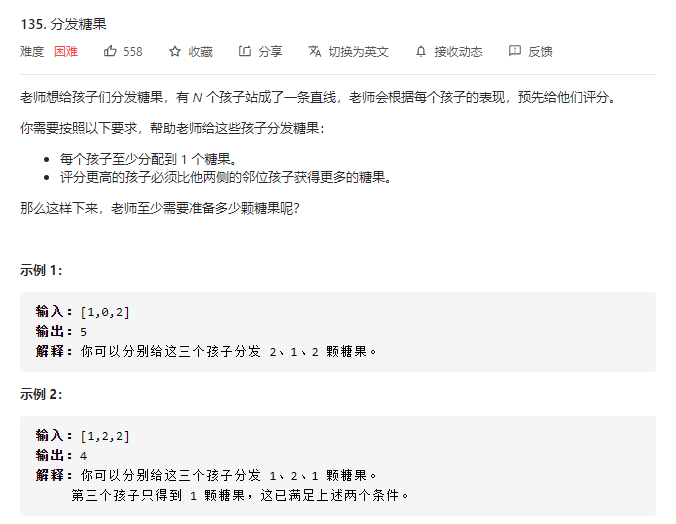 135. 分发糖果
难度 困难 558 收藏 分享 切换为英文 接收动态 反馈
老师想给孩子们分发糖果，有 N 个孩子站成了一条直线，老师会根据每个孩子的表现，预先给他们评分。
你需要按照以下要求，帮助老师给这些孩子分发糖果：
• 每个孩子至少分配到 1 个糖果。
• 评分更高的孩子必须比他两侧的邻位孩子获得更多的糖果。
那么这样下来，老师至少需要准备多少颗糖果呢？
示例 1：
输入：[1,0,2]
输出：5
解释：你可以分别给这三个孩子分发 2、1、2 颗糖果。
示例 2：
输入：[1,2,2]
输出：4
解释：你可以分别给这三个孩子分发 1、2、1 颗糖果。
第三个孩子只得到 1 颗糖果，这已满足上述两个条件。